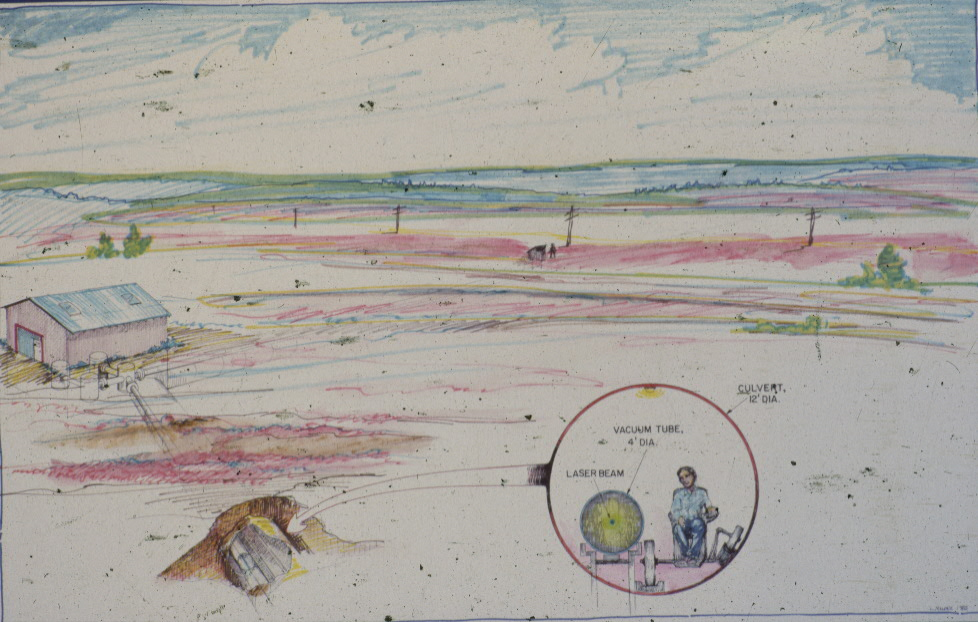 CULVERT,
12' DIA.
VACUUM TUBE,
4' DIA.
LASER BEAM